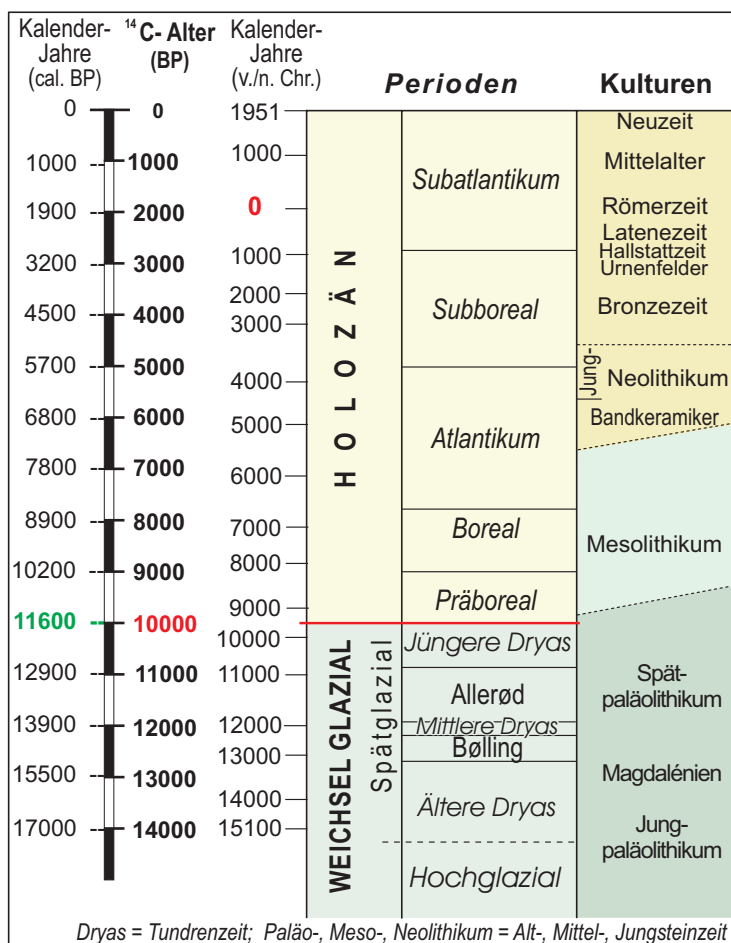 Kalender-
Jahre
(cal. BP)
14 C- Alter
(BP)
Kalender-
Jahre
(v./n. Chr.)
Perioden
Kulturen
0
1000
1900
3200
4500
5700
6800
7800
8900
10200
11600
12900
13900
15500
17000
0
1000
2000
3000
4000
5000
6000
7000
8000
9000
10000
11000
12000
13000
14000
1951
1000
0
1000
2000
3000
4000
5000
6000
7000
8000
9000
10000
11000
12000
13000
14000
15100
HOLOZÄN
WEICHSEL GLAZIAL
Spätglazial
Subatlantikum
Subboreal
Atlantikum
Boreal
Präboreal
Jüngere Dryas
Allerød
Mittlere Dryas
Bølling
Ältere Dryas
Hochglazial
Neuzeit
Mittelalter
Römerzeit
Latenezeit
Hallstattzeit
Urnenfelder
Bronzezeit
Jung-
Neolithikum
Bandkeramiker
Mesolithikum
Spät-
paläolithikum
Magdalénien
Jung-
paläolithikum
Dryas = Tundrenzeit; Paläo-, Meso-, Neolithikum = Alt-, Mittel-, Jungsteinzeit